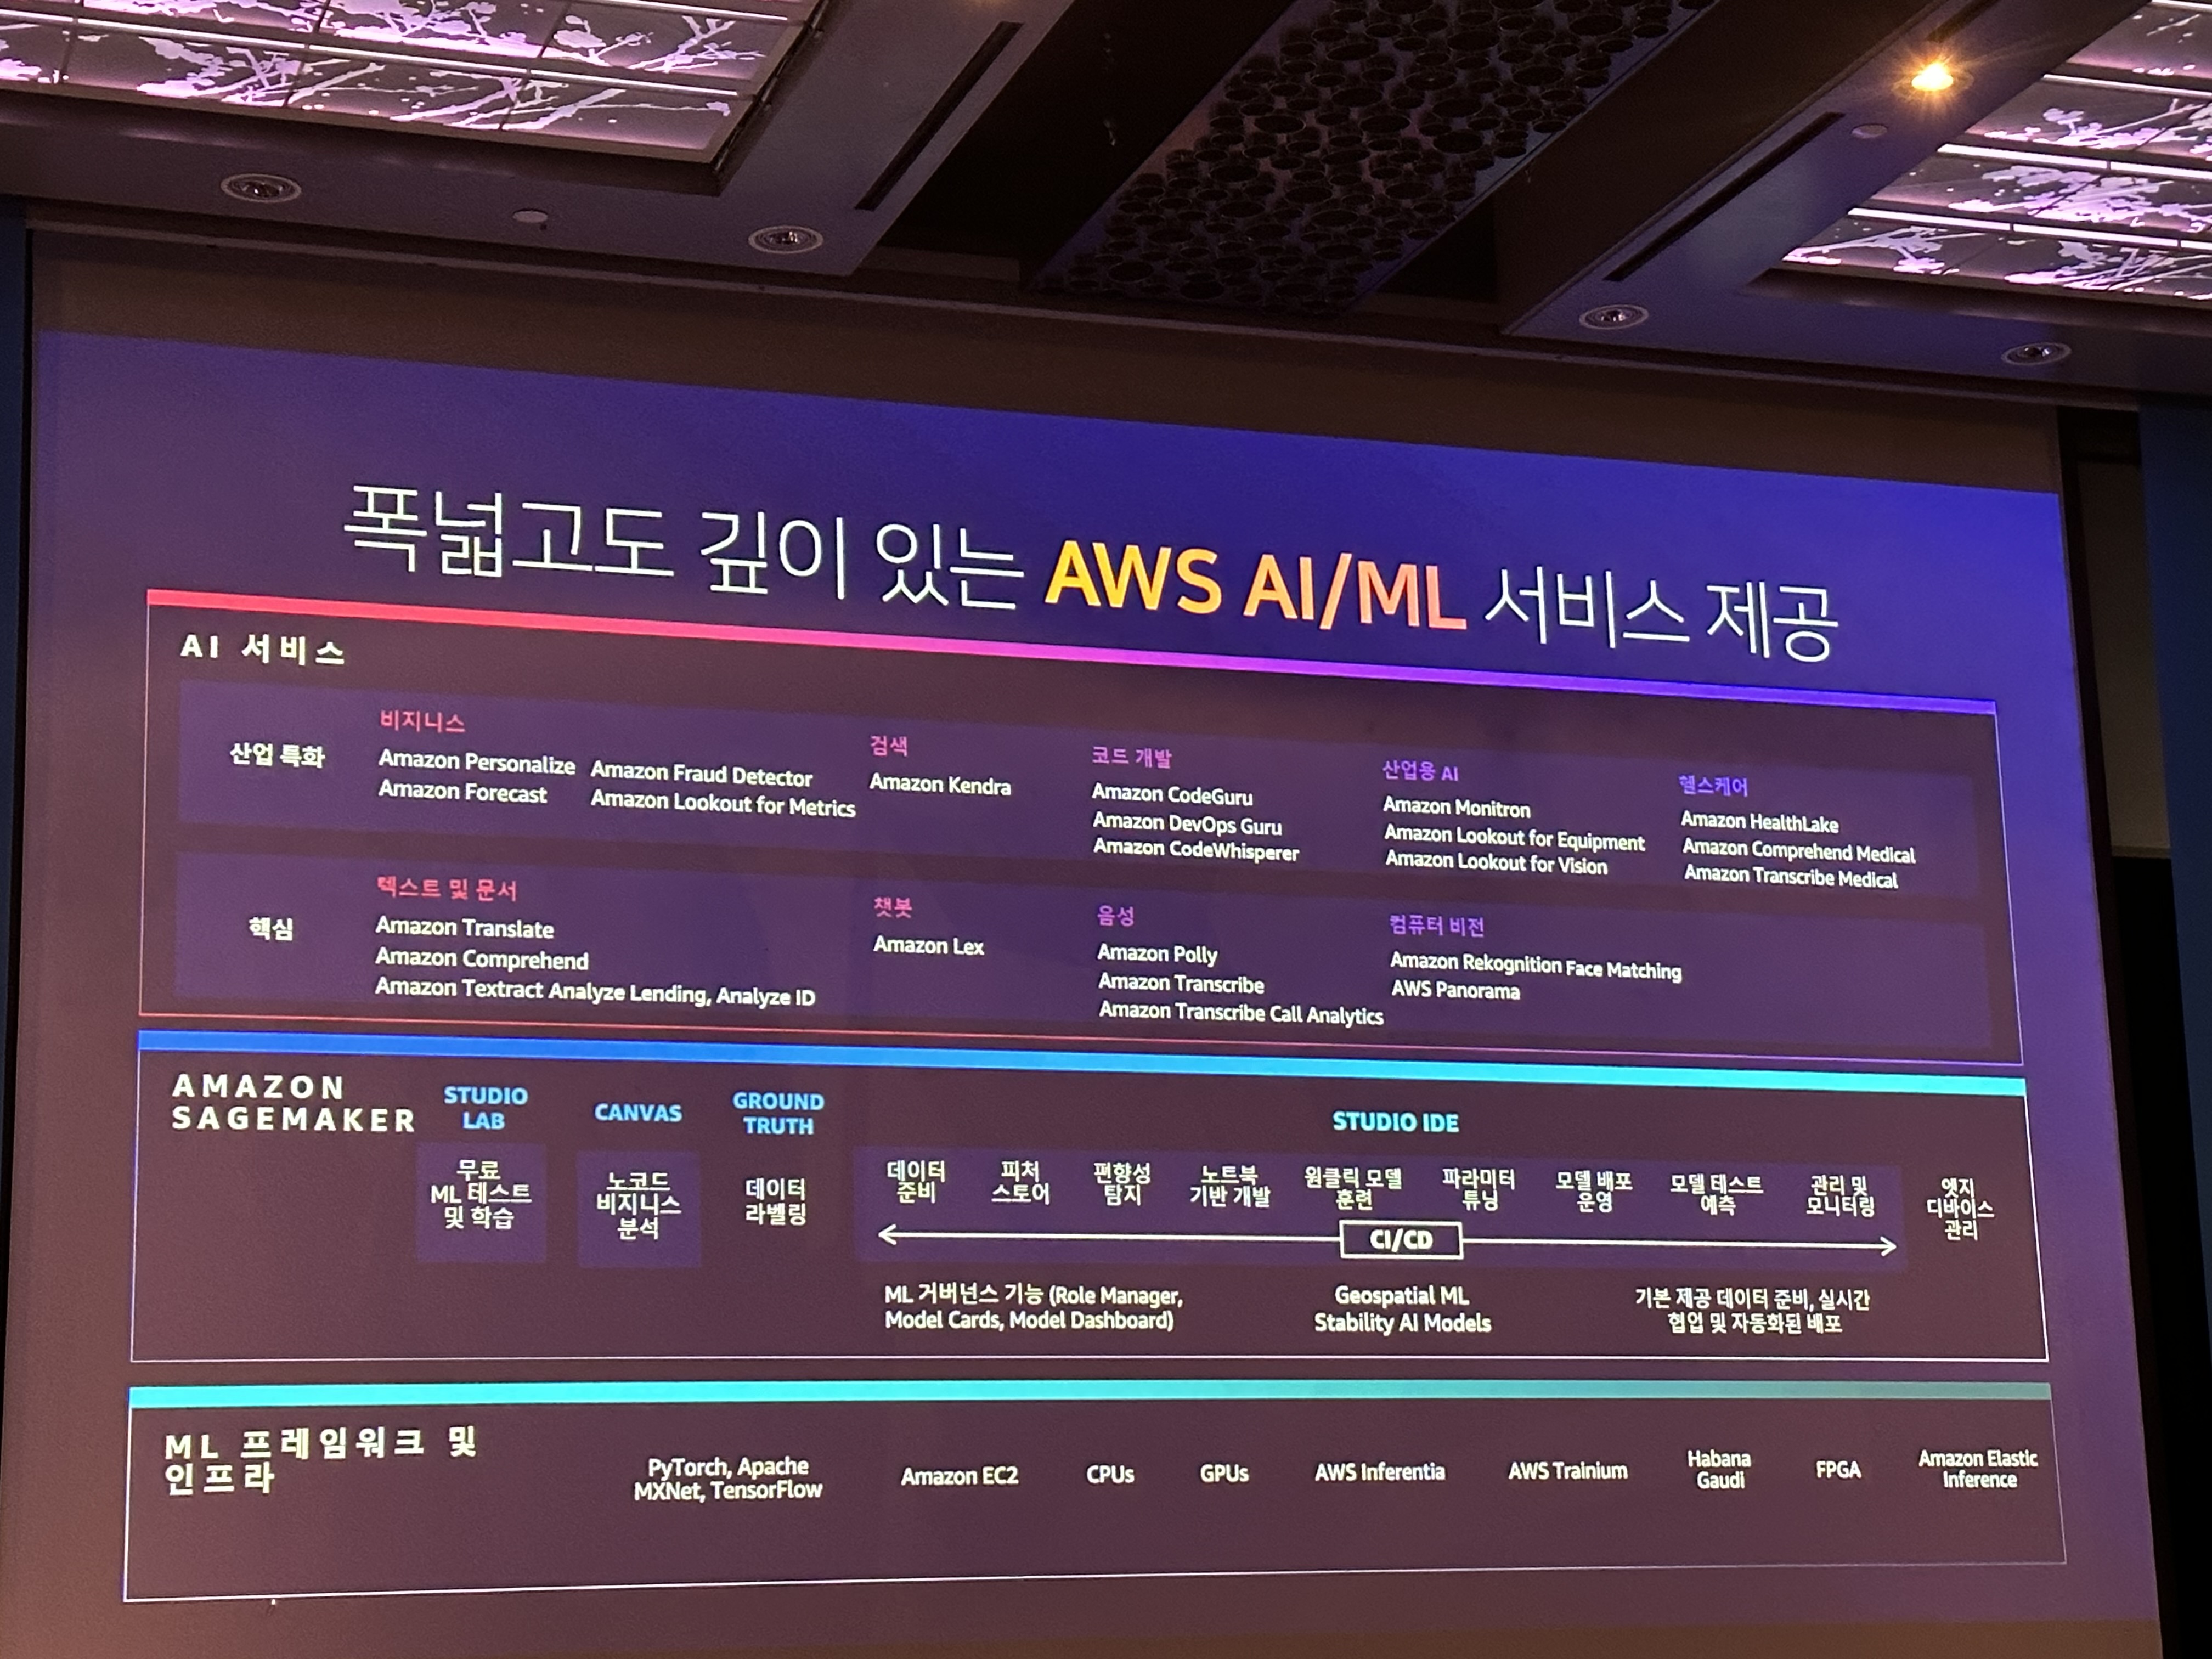 폭넓고도 깊이 있는 AWS AI/ML 서비스 제공
AI 서비스
산업 특화
비지니스
Amazon Personalize
Amazon Forecast
Amazon Fraud Detector
Amazon Lookout for Metrics
검색
Amazon Kendra
코드 개발
Amazon CodeGuru
Amazon DevOps Guru
Amazon CodeWhisperer
산업용 AI
Amazon Monitron
Amazon Lookout for Equipment
Amazon Lookout for Vision
헬스케어
Amazon HealthLake
Amazon Comprehend Medical
Amazon Transcribe Medical
핵심
텍스트 및 문서
Amazon Translate
Amazon Comprehend
Amazon Textract Analyze Lending, Analyze ID
챗봇
Amazon Lex
음성
Amazon Polly
Amazon Transcribe
Amazon Transcribe Call Analytics
컴퓨터 비전
Amazon Rekognition Face Matching
AWS Panorama
AMAZON
SAGEMAKER
STUDIO
LAB
무료
ML 테스트
및 학습
CANVAS
노코드
비지니스
분석
GROUND
TRUTH
데이터
라벨링
STUDIO IDE
데이터
준비
피처
스토어
편향성
탐지
노트북
기반 개발
원클릭 모델
훈련
파라미터
튜닝
모델 배포
운영
모델 테스트
예측
관리 및
모니터링
CI/CD
ML 거버넌스 기능 (Role Manager,
Model Cards, Model Dashboard)
Geospatial ML
Stability AI Models
기본 제공 데이터 준비, 실시간
협업 및 자동화된 배포
엣지
디바이스
관리
ML 프레임워크 및
인프라
PyTorch, Apache
MXNet, TensorFlow
Amazon EC2
CPUs
GPUs
AWS Inferentia
AWS Trainium
Habana
Gaudi
FPGA
Amazon Elastic
Inference